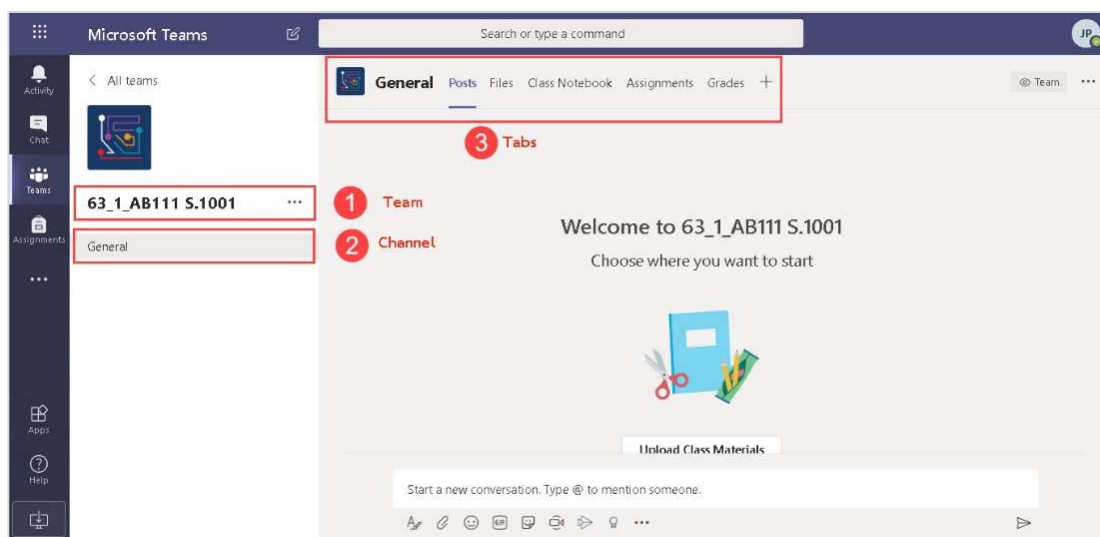 Microsoft Teams
Search or type a command
JP
Activity
Chat
Teams
Assignments
Apps
Help
< All teams
63_1_AB111 S.1001 ...
General
General Posts Files Class Notebook Assignments Grades +
Team ...
3 Tabs
1 Team
2 Channel
Welcome to 63_1_AB111 S.1001
Choose where you want to start
Upload Class Materials
Start a new conversation. Type @ to mention someone.
GIF